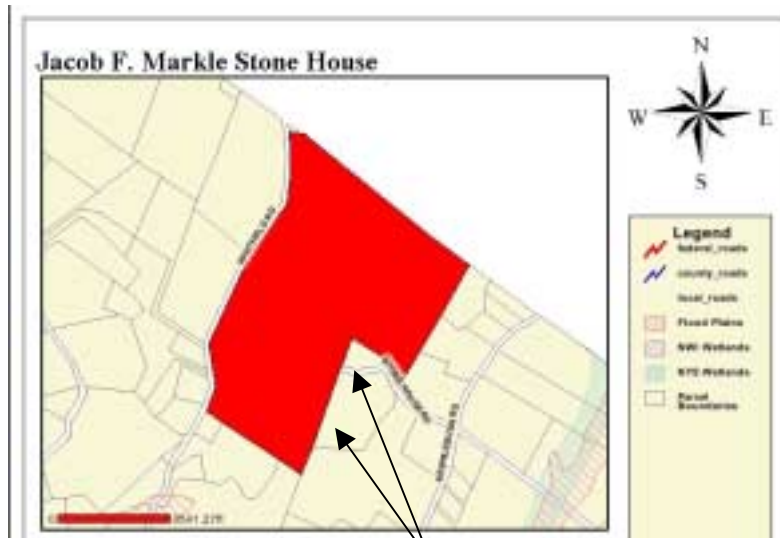 Jacob F. Markle Stone House
N
W
E
S
Legend
federal_roads
county_roads
local_roads
Flood Plains
NWI Wetlands
NYS Wetlands
Parcel
Boundaries